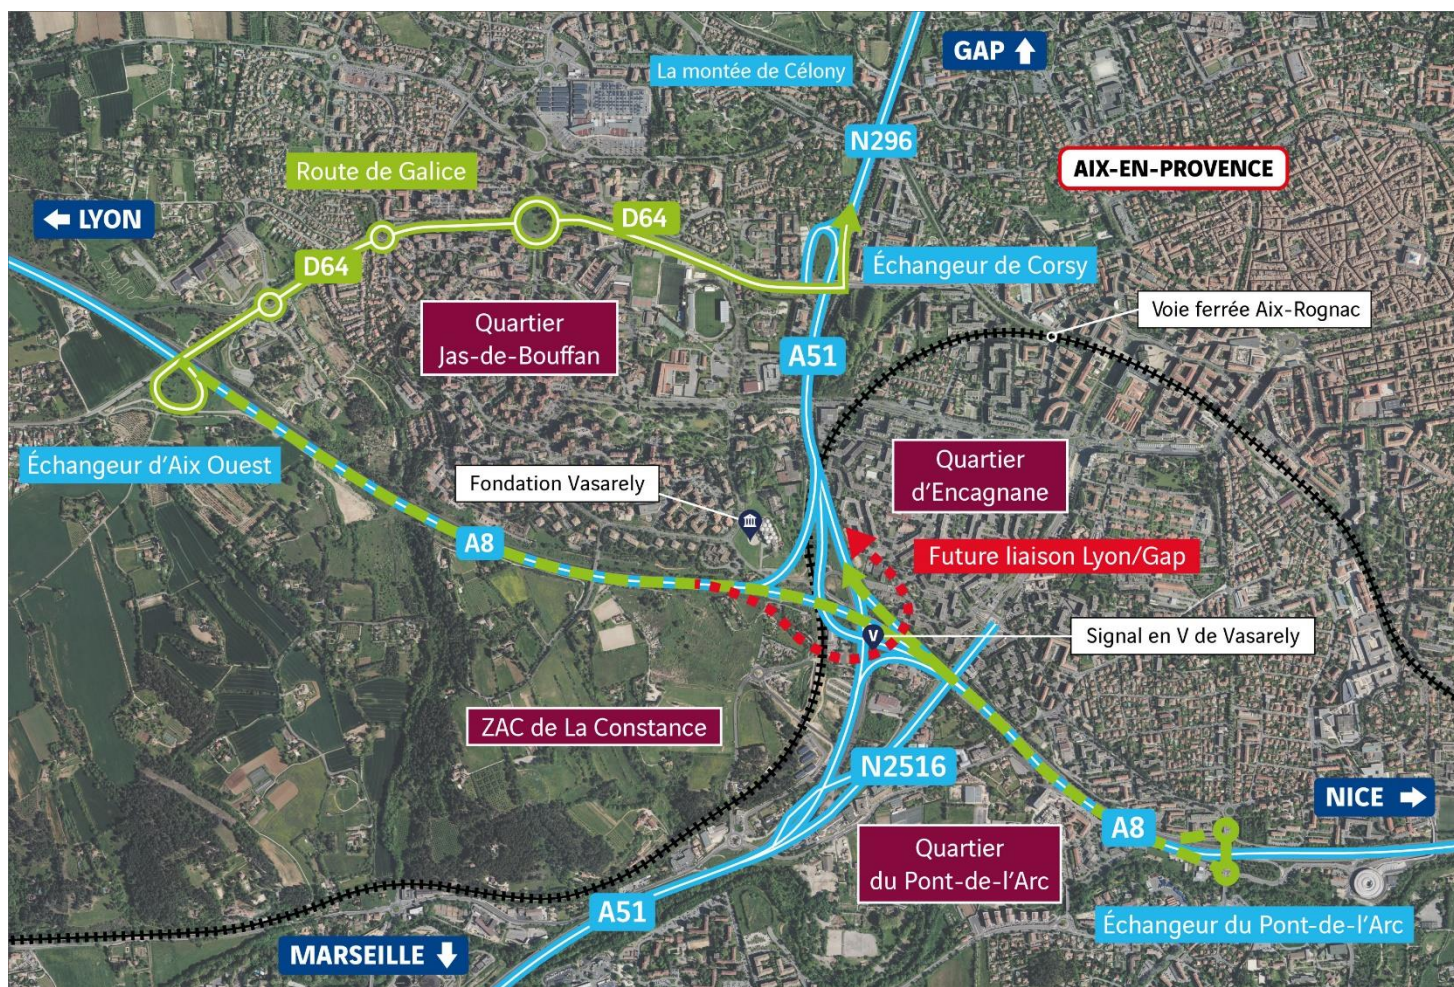 GAP
La montée de Célony
N296
AIX-EN-PROVENCE
Route de Galice
LYON
D64
D64
Échangeur de Corsy
Voie ferrée Aix-Rognac
Quartier
Jas-de-Bouffan
A51
Échangeur d'Aix Ouest
Fondation Vasarely
Quartier
d'Encagnane
A8
Future liaison Lyon/Gap
V
Signal en V de Vasarely
ZAC de La Constance
N2516
NICE
A8
Quartier
du Pont-de-l'Arc
A51
Échangeur du Pont-de-l'Arc
MARSEILLE